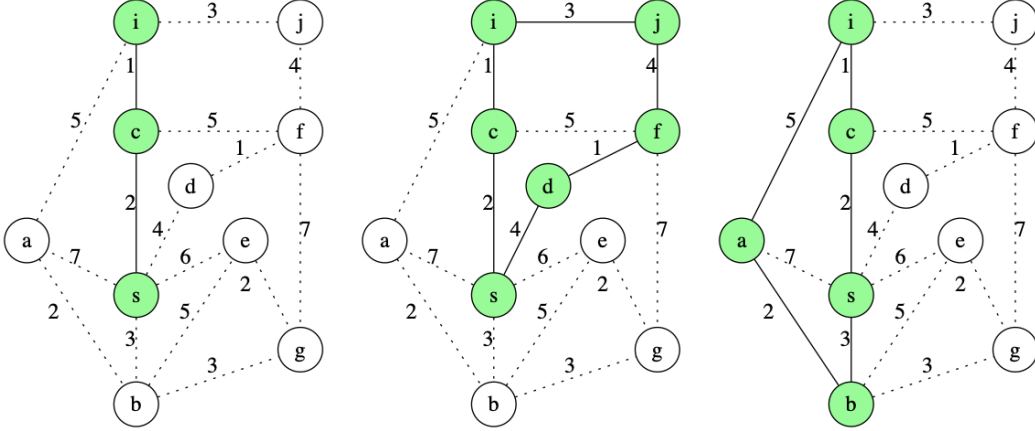 i 3 j i 3 j i 3 j
1 4 1 4 1 4
5 c 5 f 5 c 5 f 5 c 5 f
1 1 1
d d d
2 2 2
a 4 e 7 a 4 e 7 a 4 e 7
7 6 7 6 7 6
2 s 2 2 s 2 2 s 2
5 5 5
3 3 3
3 g 3 g 3 g
b b b